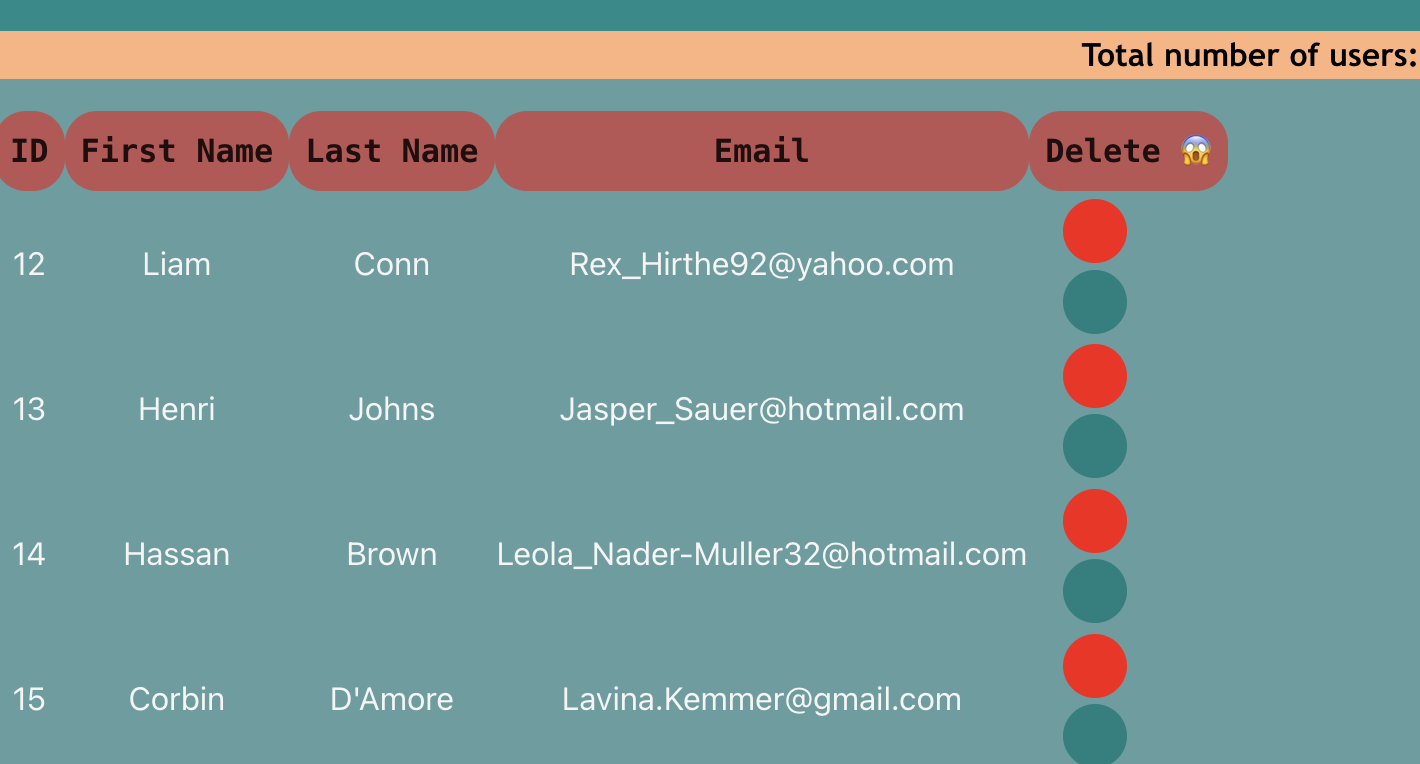 Total number of users:
ID First Name Last Name Email Delete 😱
12 Liam Conn Rex_Hirthe92@yahoo.com
13 Henri Johns Jasper_Sauer@hotmail.com
14 Hassan Brown Leola_Nader-Muller32@hotmail.com
15 Corbin D'Amore Lavina.Kemmer@gmail.com